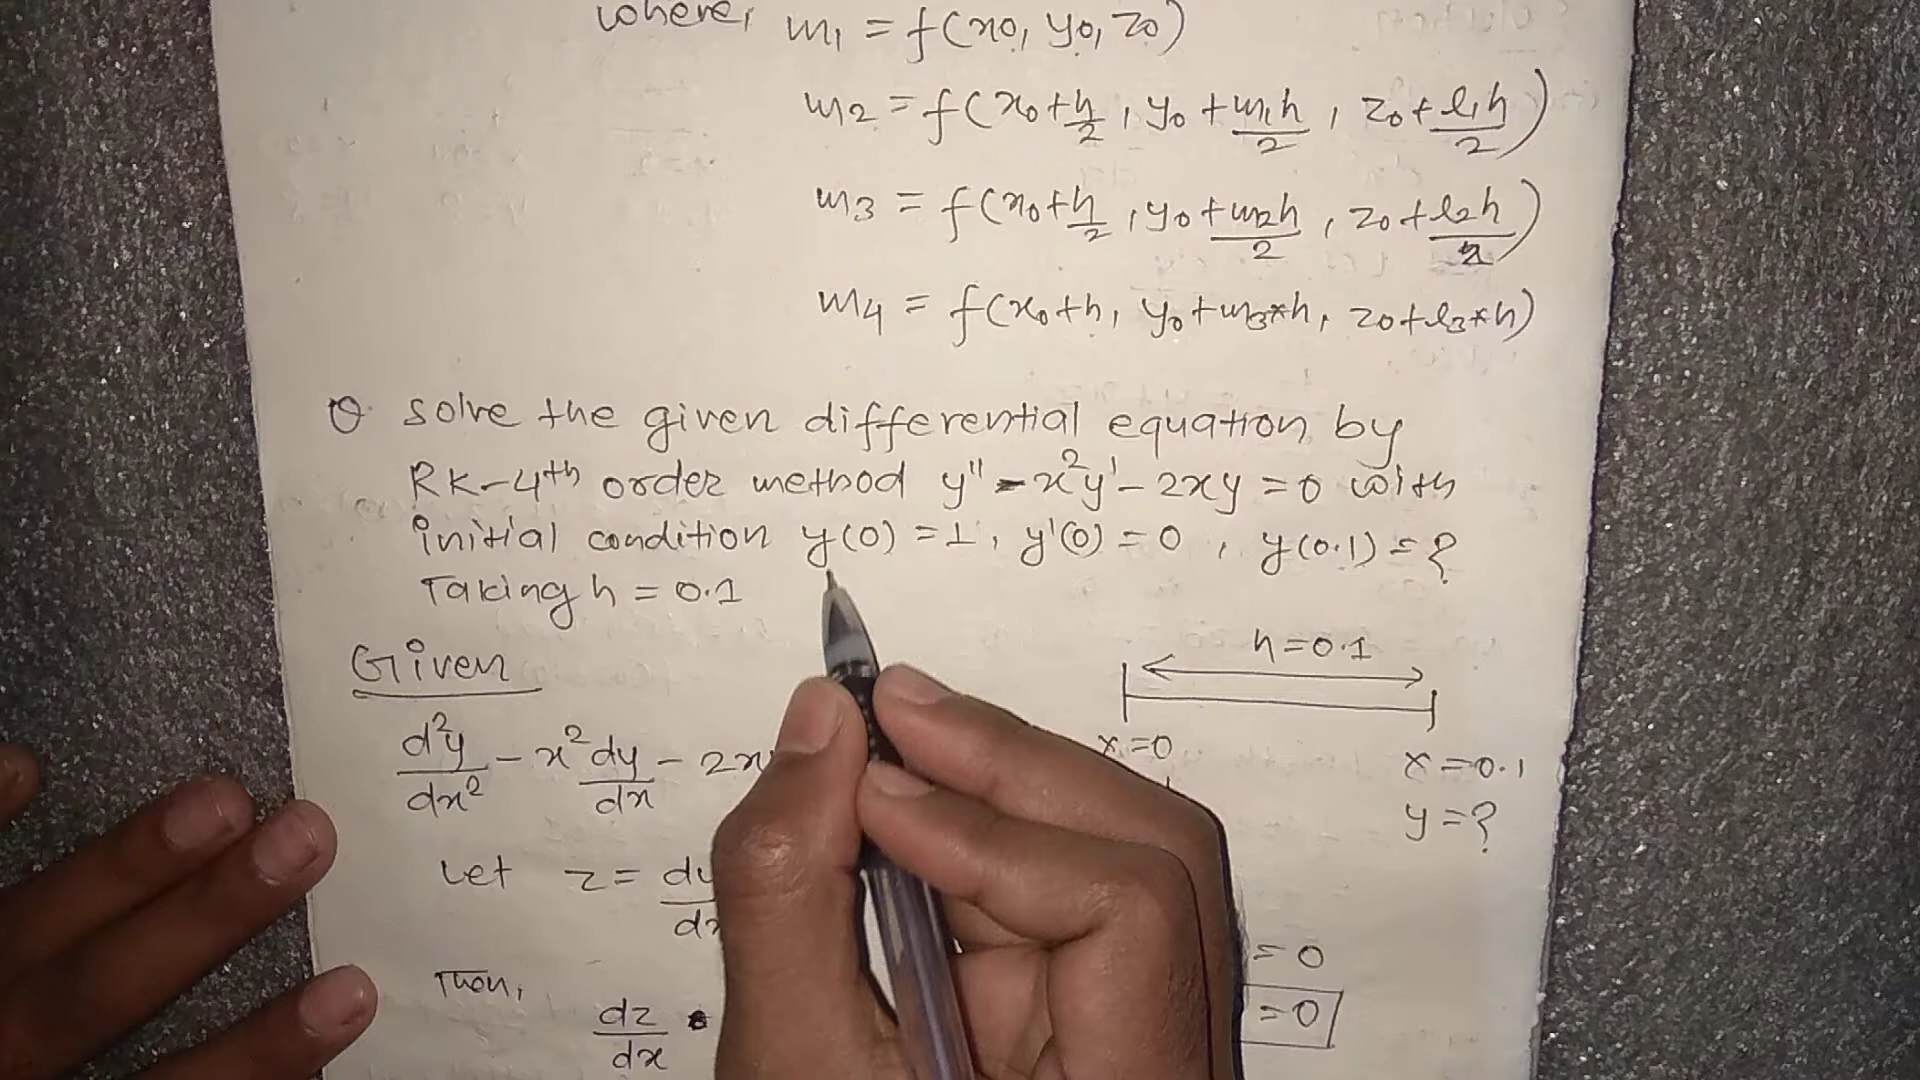 where, m1 = f(x0, y0, z0)
m2 = f(x0+h/2, y0+m1h/2, z0+l1h/2)
m3 = f(x0+h/2, y0+m2h/2, z0+l2h/2)
m4 = f(x0+h, y0+m3*h, z0+l3*h)
Q. solve the given differential equation by
RK-4th order method y''-x²y'-2xy=0 with
initial condition y(0)=1, y'(0)=0, y(0.1)=?
Taking h=0.1
Given
h=0.1
d²y/dx² - x²dy/dx - 2x
x=0
x=0.1
y=?
Let z=dy/dx
=0
Then, dz/dx
=0